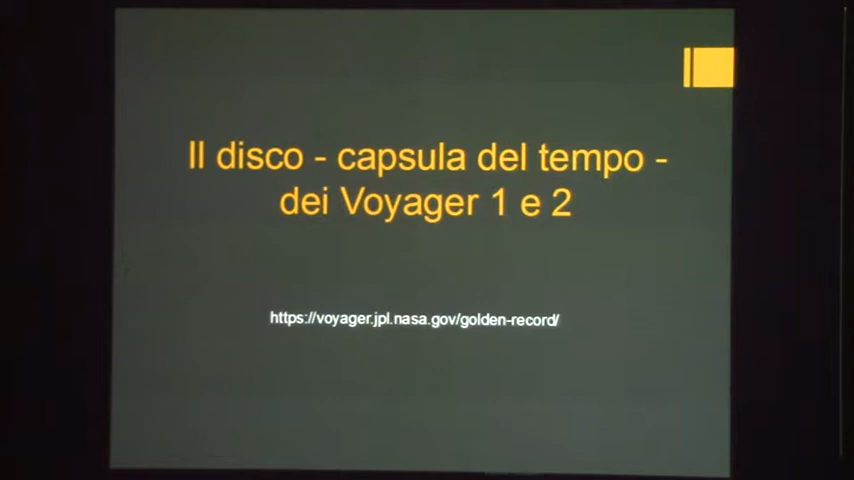 Il disco - capsula del tempo -
dei Voyager 1 e 2
https://voyager.jpl.nasa.gov/golden-record/